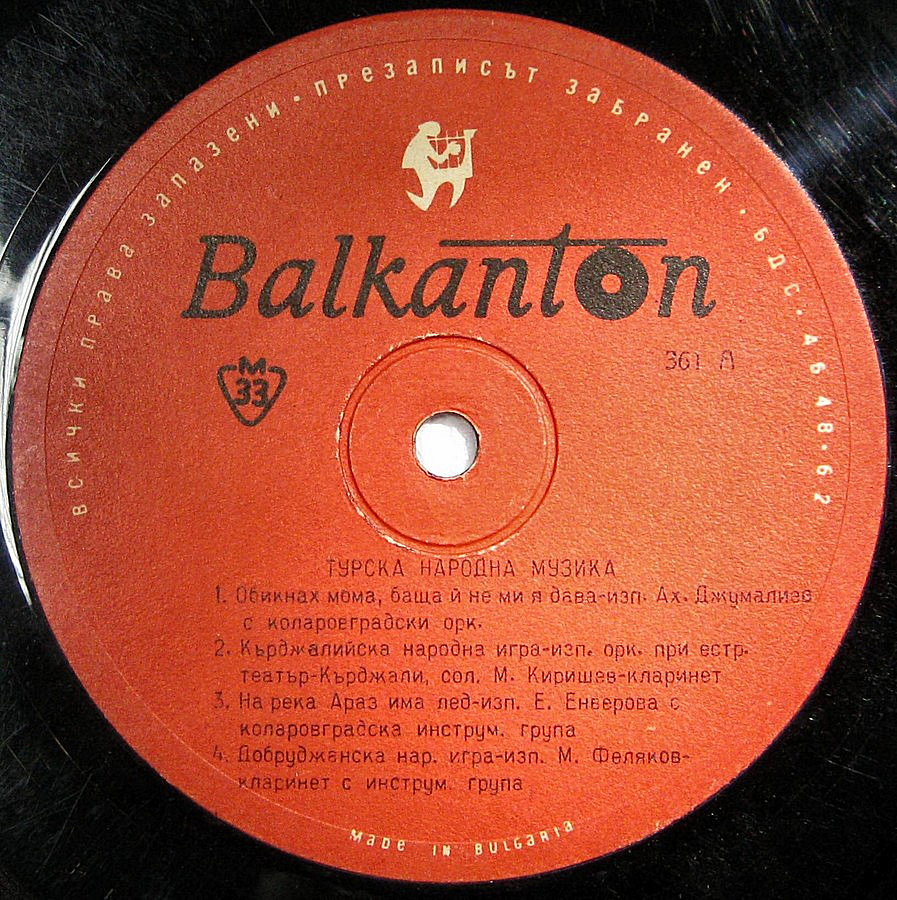 ВСИЧКИ ПРАВА ЗАПАЗЕНИ · ПРЕЗАПИСЪТ ЗАБРАНЕН · БДС · 4648·62
Balkanton
М
33
361 А
ТУРСКА НАРОДНА МУЗИКА
1. Обикнах мома, баща й не ми я дава-изп. Ах. Джумалиев
с коларовградски орк.
2. Кърджалийска народна игра-изп. орк. при естр.
театър-Кърджали, сол. М. Киришев-кларинет
3. На река Араз има лед-изп. Е. Енверова с
коларовградска инструм. група
4. Добруджанска нар. игра-изп. М. Феляков-
кларинет с инструм. група
MADE IN BULGARIA